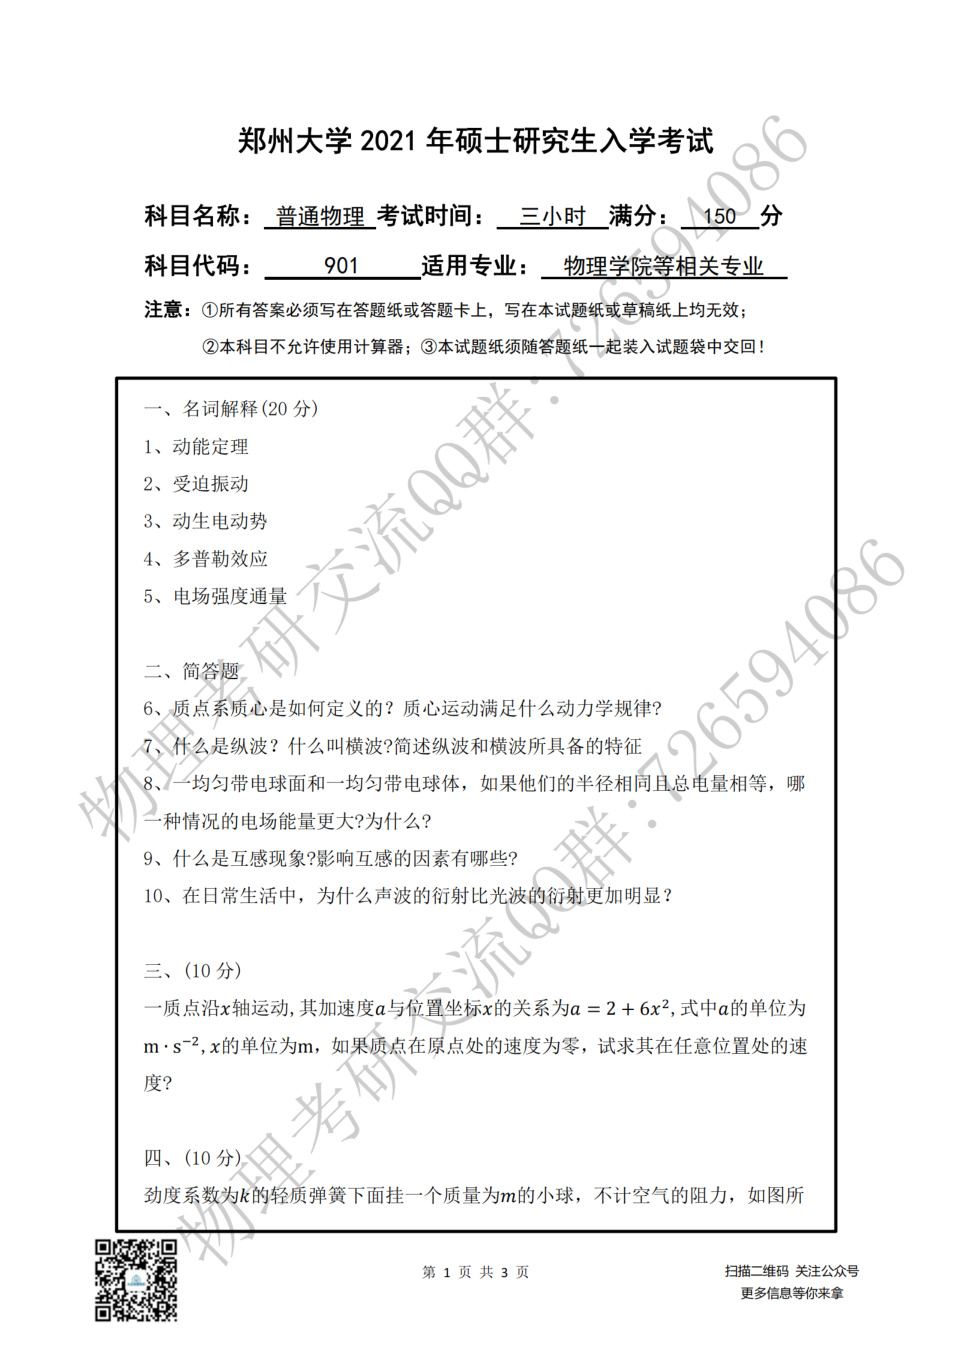 郑州大学 2021 年硕士研究生入学考试
科目名称： 普通物理 考试时间： 三小时 满分： 150 分
科目代码： 901 适用专业： 物理学院等相关专业
注意：①所有答案必须写在答题纸或答题卡上，写在本试题纸或草稿纸上均无效；
②本科目不允许使用计算器；③本试题纸须随答题纸一起装入试题袋中交回！
一、名词解释(20 分)
1、动能定理
2、受迫振动
3、动生电动势
4、多普勒效应
5、电场强度通量
二、简答题
6、质点系质心是如何定义的？质心运动满足什么动力学规律?
7、什么是纵波？什么叫横波?简述纵波和横波所具备的特征
8、一均匀带电球面和一均匀带电球体，如果他们的半径相同且总电量相等，哪
一种情况的电场能量更大?为什么?
9、什么是互感现象?影响互感的因素有哪些?
10、在日常生活中，为什么声波的衍射比光波的衍射更加明显？
三、(10 分)
一质点沿x轴运动,其加速度a与位置坐标x的关系为a = 2 + 6x²,式中a的单位为
m · s⁻²,x的单位为m，如果质点在原点处的速度为零，试求其在任意位置处的速
度?
四、(10 分)
劲度系数为k的轻质弹簧下面挂一个质量为m的小球，不计空气的阻力，如图所
物理考研交流QQ群:726594086
物理考研交流QQ群:726594086
第 1 页 共 3 页
扫描二维码 关注公众号
更多信息等你来拿